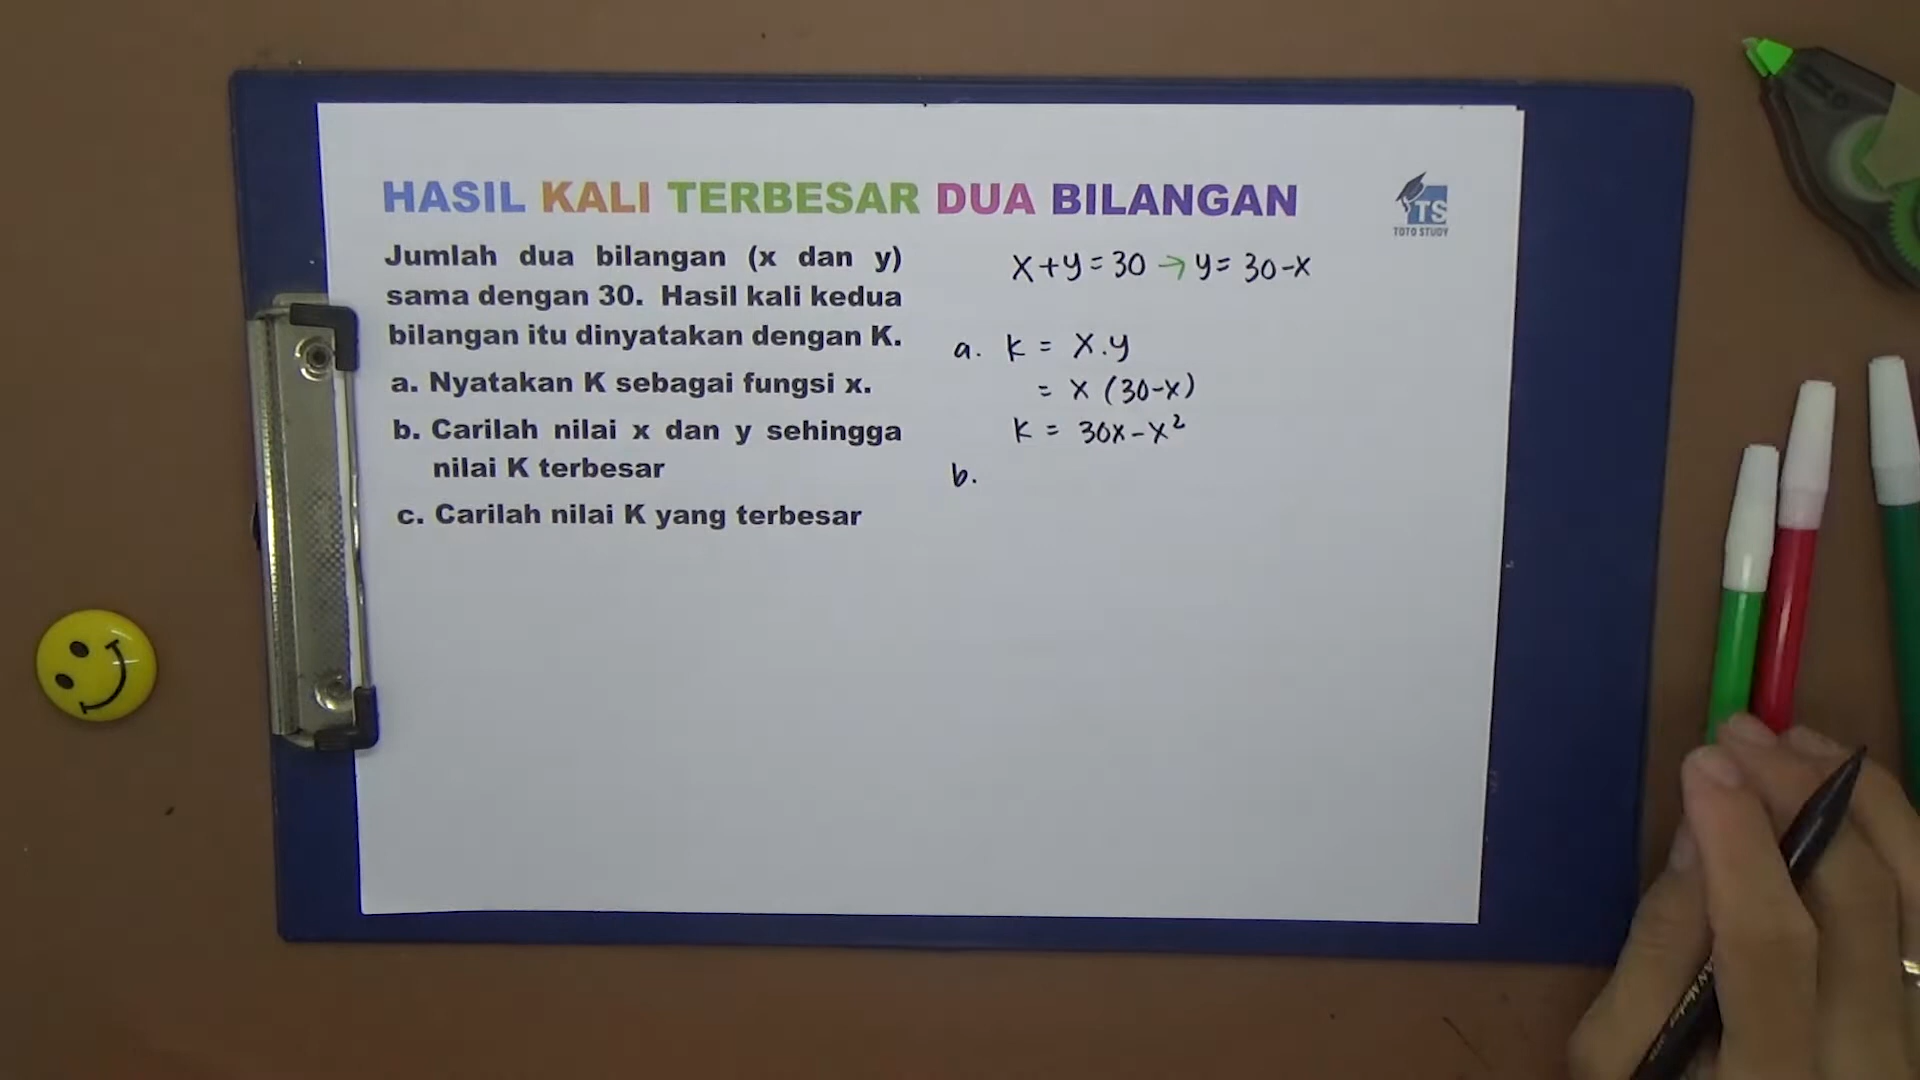 HASIL KALI TERBESAR DUA BILANGAN
TS
TOTO STUDY
Jumlah dua bilangan (x dan y)
sama dengan 30. Hasil kali kedua
bilangan itu dinyatakan dengan K.
a. Nyatakan K sebagai fungsi x.
b. Carilah nilai x dan y sehingga
nilai K terbesar
c. Carilah nilai K yang terbesar
x+y=30→y=30-x
a. K = x.y
= x (30-x)
K = 30x-x²
b.